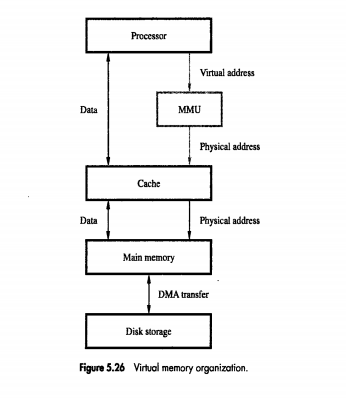 Processor
Virtual address
Data
MMU
Physical address
Cache
Data
Physical address
Main memory
DMA transfer
Disk storage
Figure 5.26 Virtual memory organization.